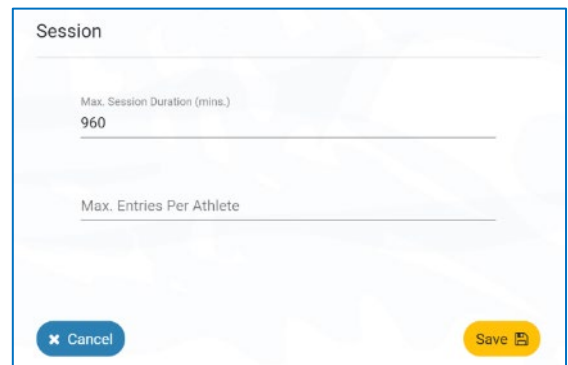 Session
Max. Session Duration (mins.)
960
Max. Entries Per Athlete
Cancel
Save